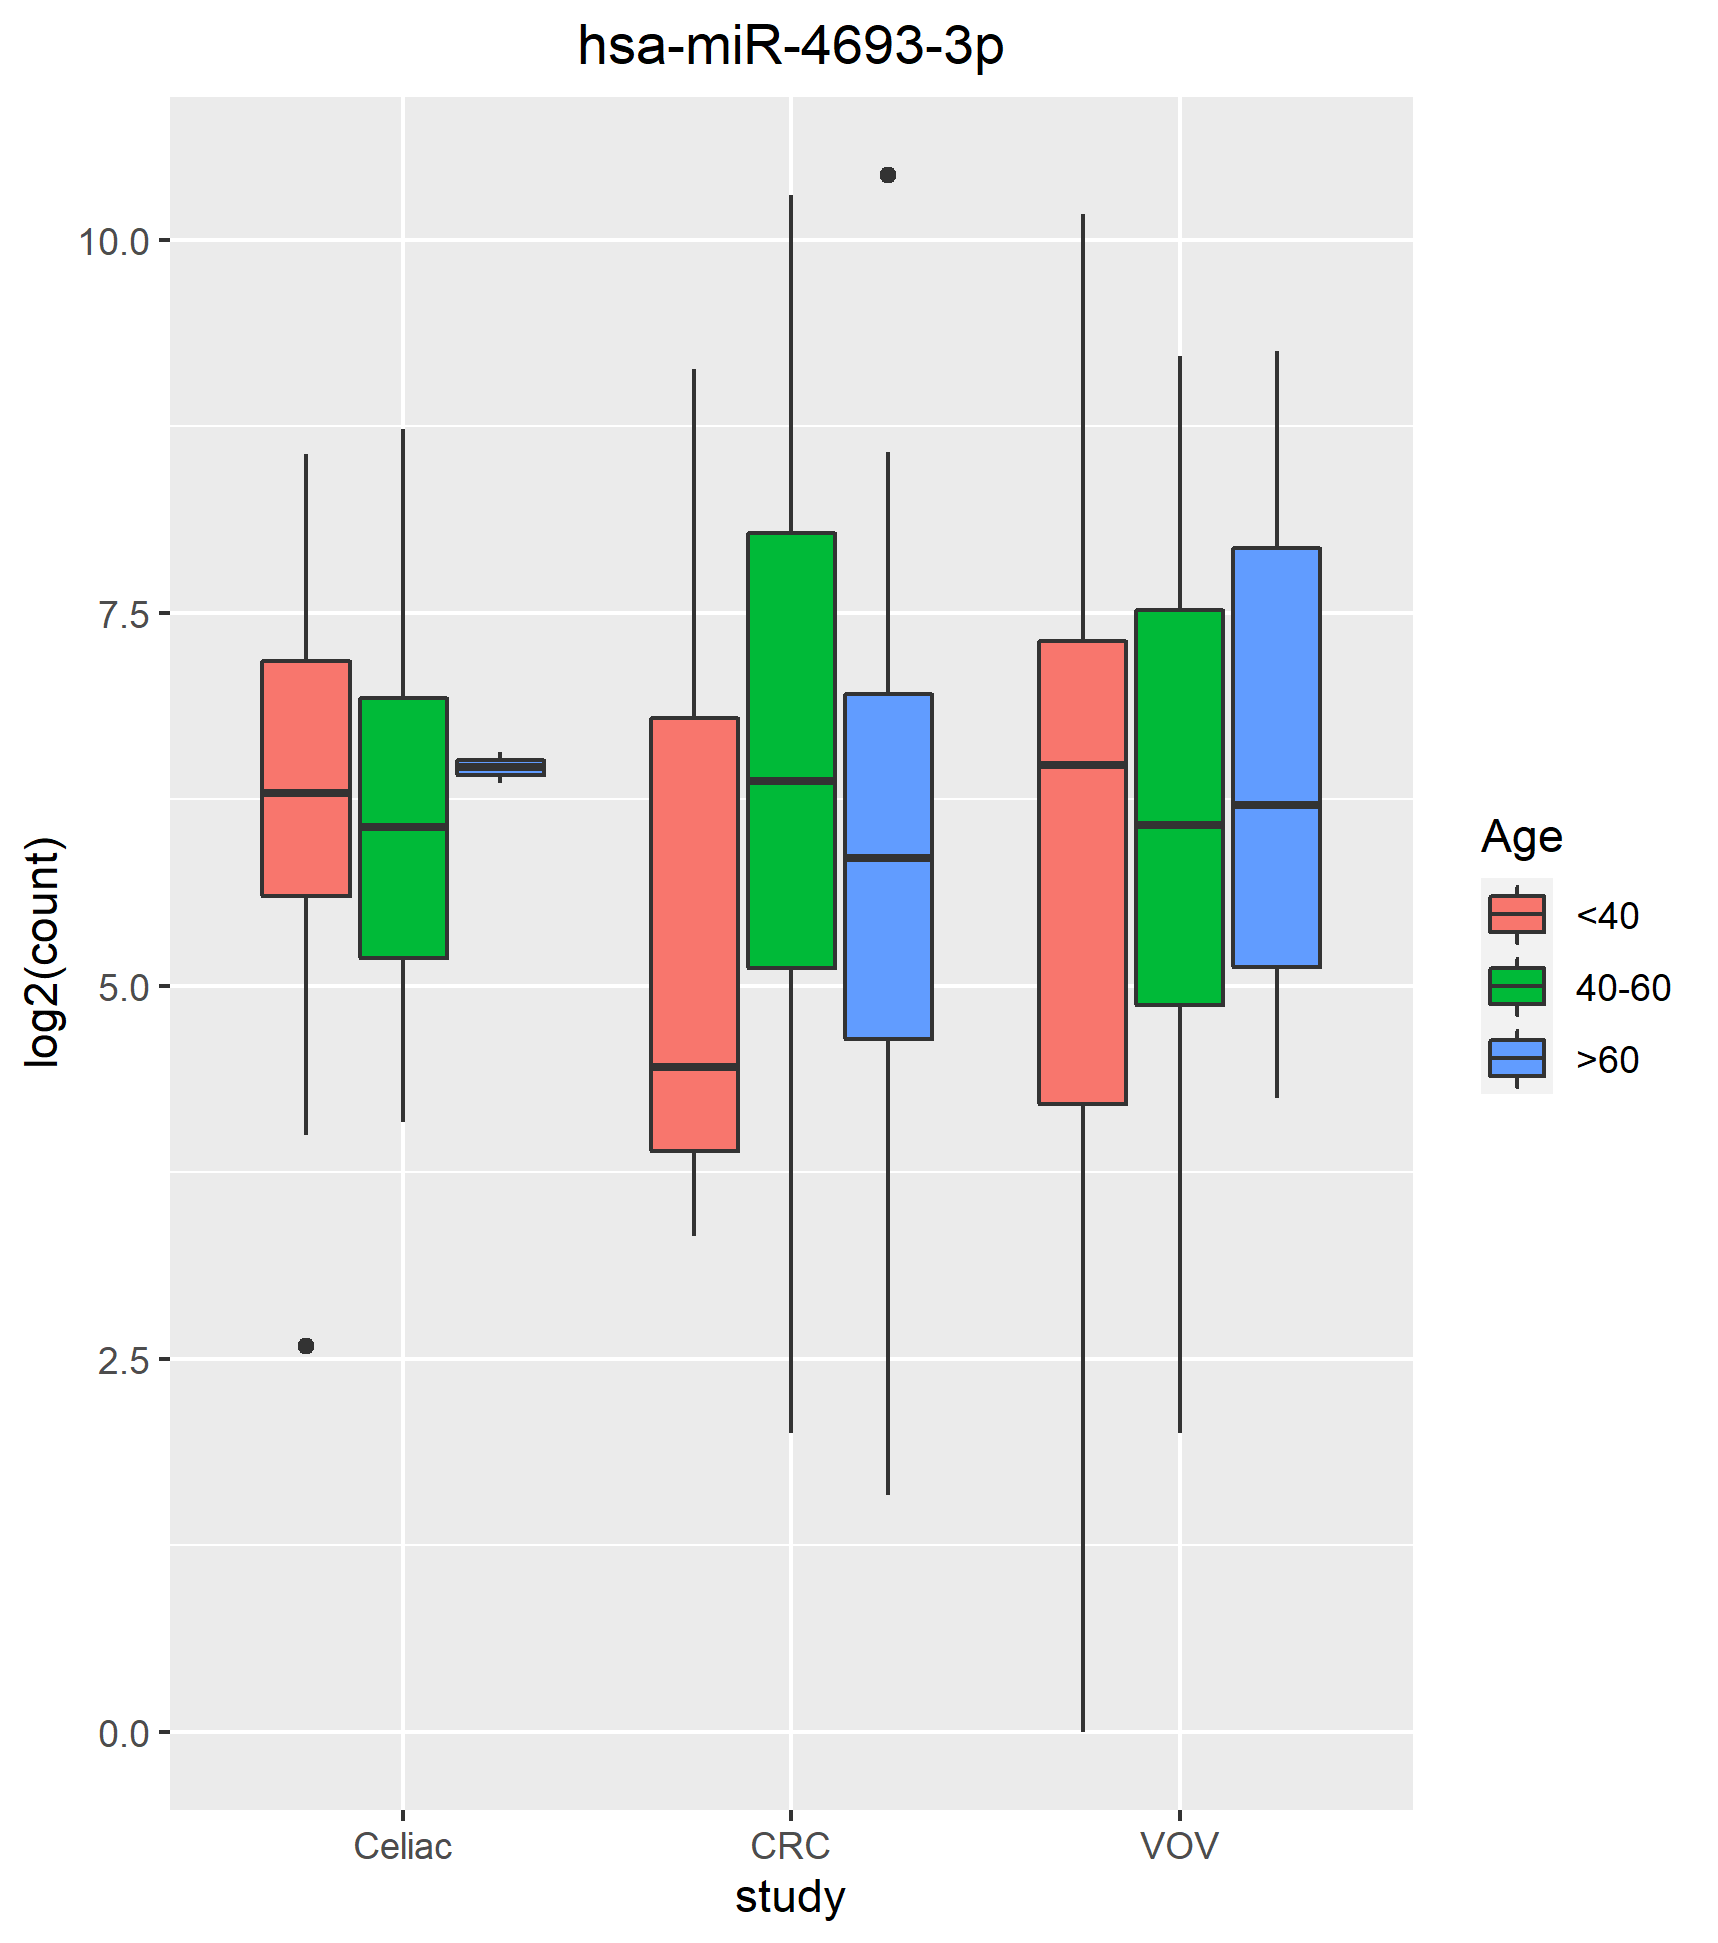 hsa-miR-4693-3p
log2(count)
10.0
7.5
5.0
2.5
0.0
Celiac
CRC
VOV
study
Age
<40
40-60
>60